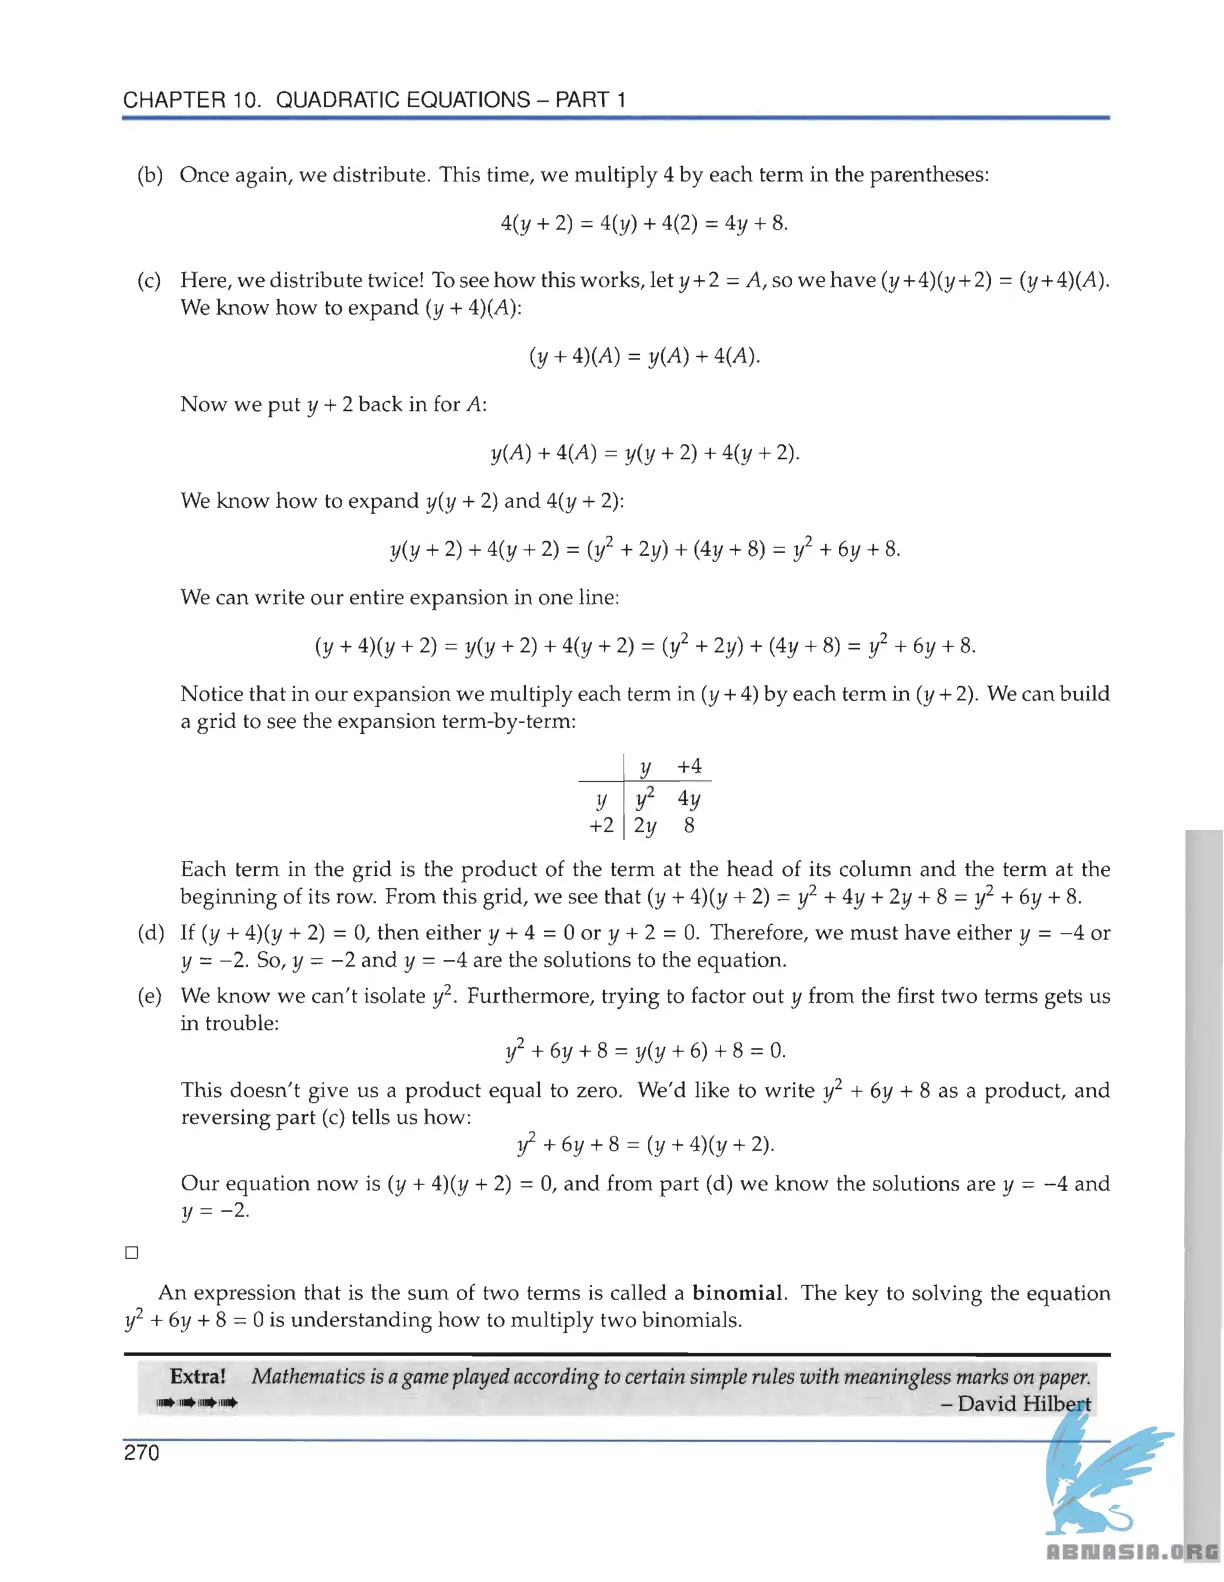 CHAPTER 10. QUADRATIC EQUATIONS – PART 1
(b) Once again, we distribute. This time, we multiply 4 by each term in the parentheses:
4(y + 2) = 4(y) + 4(2) = 4y + 8.
(c) Here, we distribute twice! To see how this works, let y + 2 = A, so we have (y + 4)(y + 2) = (y + 4)(A).
We know how to expand (y + 4)(A):
(y + 4)(A) = y(A) + 4(A).
Now we put y + 2 back in for A:
y(A) + 4(A) = y(y + 2) + 4(y + 2).
We know how to expand y(y + 2) and 4(y + 2):
y(y + 2) + 4(y + 2) = (y² + 2y) + (4y + 8) = y² + 6y + 8.
We can write our entire expansion in one line:
(y + 4)(y + 2) = y(y + 2) + 4(y + 2) = (y² + 2y) + (4y + 8) = y² + 6y + 8.
Notice that in our expansion we multiply each term in (y + 4) by each term in (y + 2). We can build
a grid to see the expansion term-by-term:
y +4
y y² 4y
+2 2y 8
Each term in the grid is the product of the term at the head of its column and the term at the
beginning of its row. From this grid, we see that (y + 4)(y + 2) = y² + 4y + 2y + 8 = y² + 6y + 8.
(d) If (y + 4)(y + 2) = 0, then either y + 4 = 0 or y + 2 = 0. Therefore, we must have either y = −4 or
y = −2. So, y = −2 and y = −4 are the solutions to the equation.
(e) We know we can't isolate y². Furthermore, trying to factor out y from the first two terms gets us
in trouble:
y² + 6y + 8 = y(y + 6) + 8 = 0.
This doesn't give us a product equal to zero. We'd like to write y² + 6y + 8 as a product, and
reversing part (c) tells us how:
y² + 6y + 8 = (y + 4)(y + 2).
Our equation now is (y + 4)(y + 2) = 0, and from part (d) we know the solutions are y = −4 and
y = −2.
□
An expression that is the sum of two terms is called a binomial. The key to solving the equation
y² + 6y + 8 = 0 is understanding how to multiply two binomials.
Extra! Mathematics is a game played according to certain simple rules with meaningless marks on paper.
– David Hilbert
270
ABNASIA.ORG